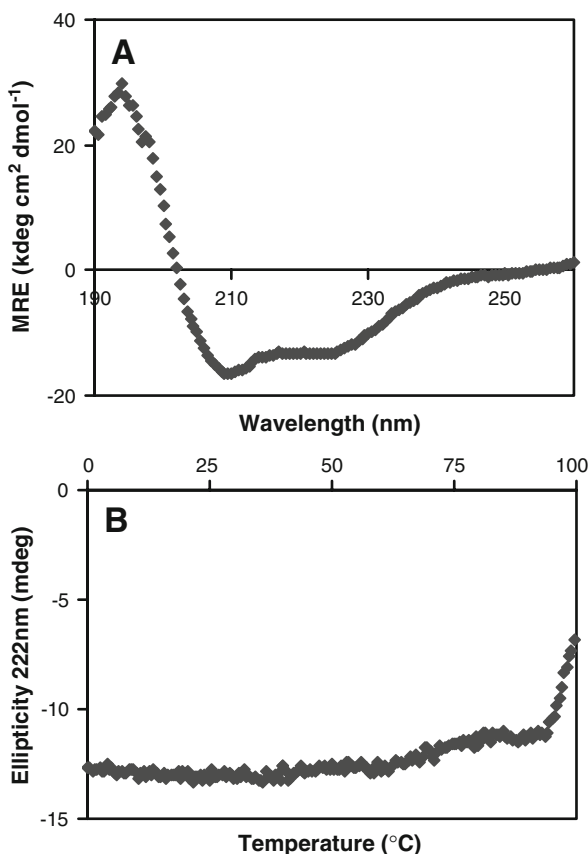 A
40
20
0
-20
MRE (kdeg cm² dmol⁻¹)
190 210 230 250
Wavelength (nm)
0 25 50 75 100
B
0
-5
-10
-15
Ellipticity 222nm (mdeg)
Temperature (°C)